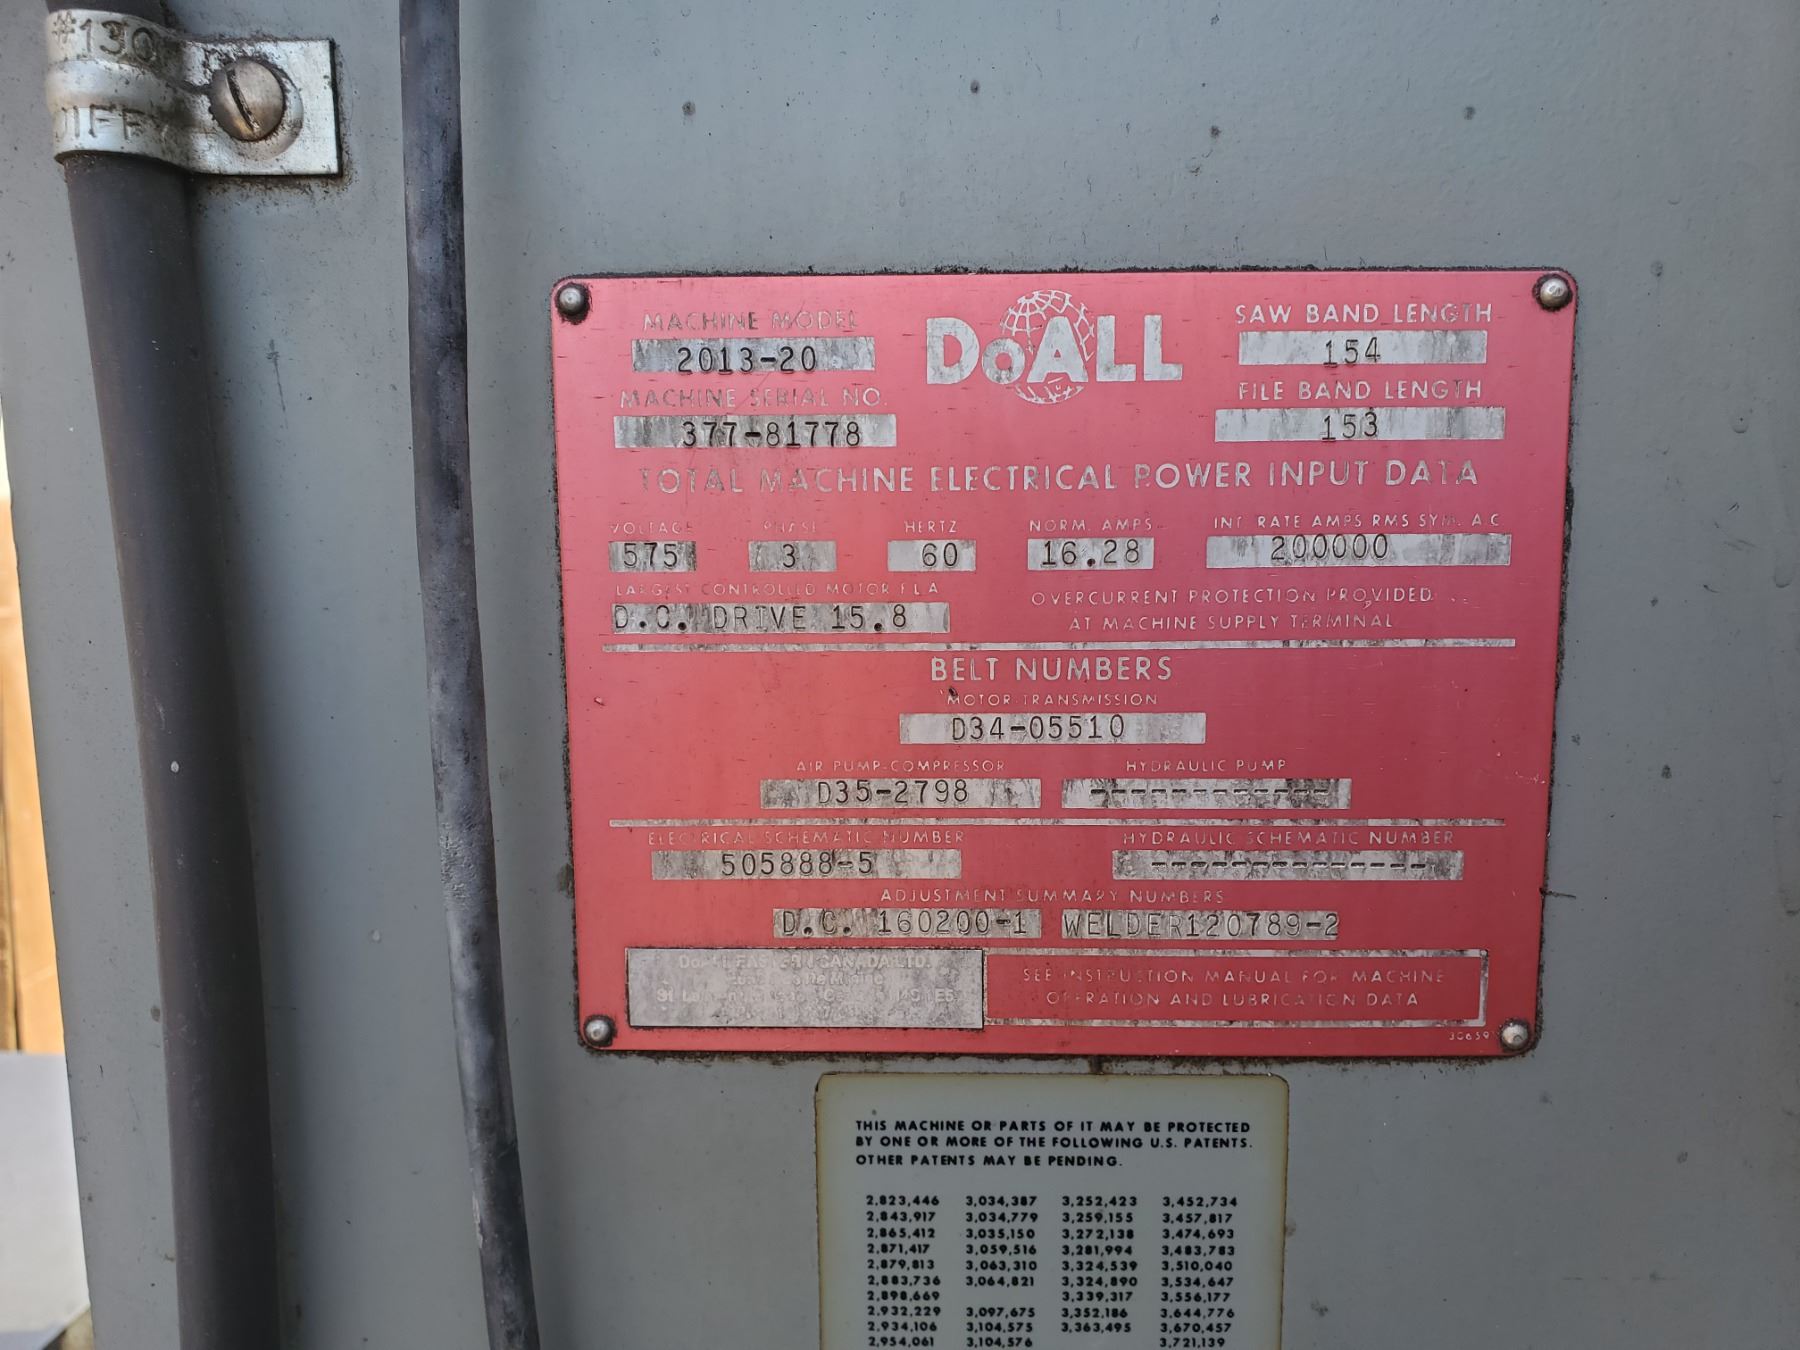 #130
JIFFY
MACHINE MODEL
2013-20
MACHINE SERIAL NO.
377-81778
DoALL
SAW BAND LENGTH
154
FILE BAND LENGTH
153
TOTAL MACHINE ELECTRICAL POWER INPUT DATA
VOLTAGE PHASE HERTZ NORM. AMPS INT. RATE AMPS RMS SYM. A.C.
575 3 60 16.28 200000
LARGEST CONTROLLED MOTOR F.L.A.
D.C. DRIVE 15.8
OVERCURRENT PROTECTION PROVIDED
AT MACHINE SUPPLY TERMINAL
BELT NUMBERS
MOTOR-TRANSMISSION
D34-05510
AIR PUMP-COMPRESSOR HYDRAULIC PUMP
D35-2798 ------------
ELECTRICAL SCHEMATIC NUMBER HYDRAULIC SCHEMATIC NUMBER
505888-5 --------------
ADJUSTMENT SUMMARY NUMBERS
D.C. 160200-1 WELDER120789-2
DoALL EASTERN CANADA LTD.
SEE INSTRUCTION MANUAL FOR MACHINE
OPERATION AND LUBRICATION DATA
30659
THIS MACHINE OR PARTS OF IT MAY BE PROTECTED
BY ONE OR MORE OF THE FOLLOWING U.S. PATENTS.
OTHER PATENTS MAY BE PENDING.
2,823,446 3,034,387 3,252,423 3,452,734
2,843,917 3,034,779 3,259,155 3,457,817
2,865,412 3,035,150 3,272,138 3,474,693
2,871,417 3,059,516 3,281,994 3,483,783
2,879,813 3,063,310 3,324,539 3,510,040
2,883,736 3,064,821 3,324,890 3,534,647
2,898,669 3,339,317 3,556,177
2,932,229 3,097,675 3,352,186 3,644,776
2,934,106 3,104,575 3,363,495 3,670,457
2,954,061 3,104,576 3,721,139